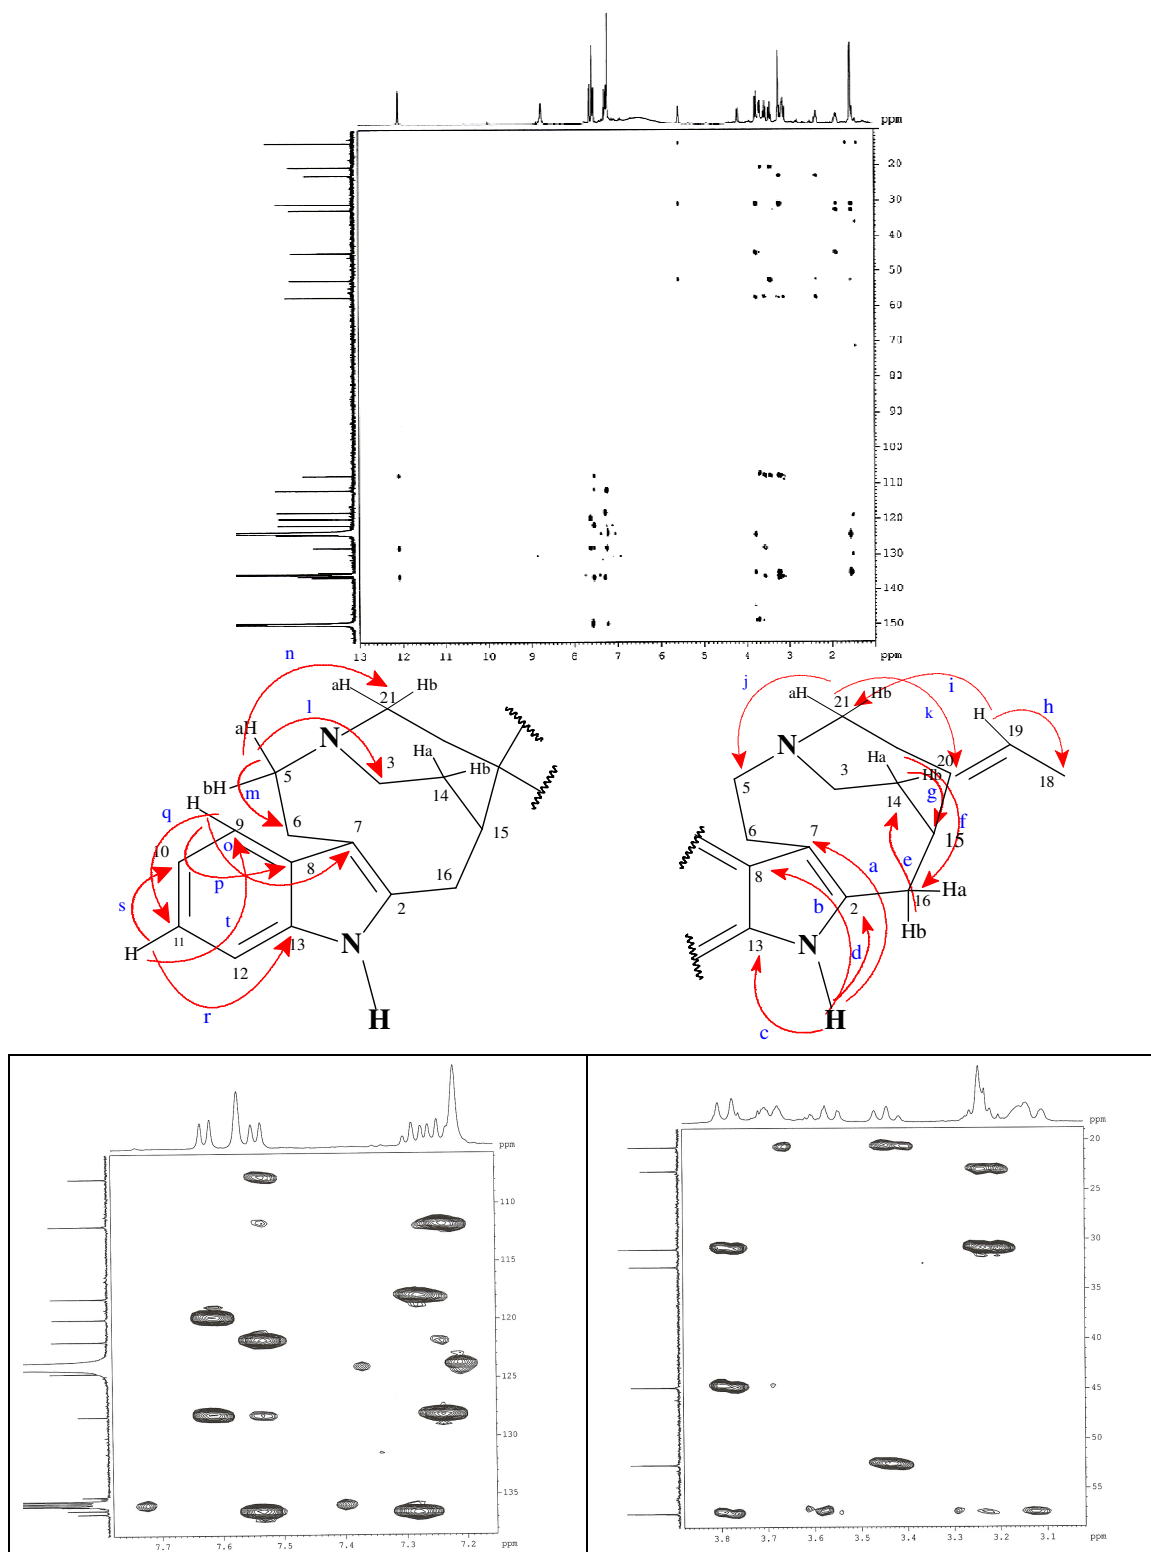 ppm
20
30
40
50
60
70
80
90
100
110
120
130
140
150
13 12 11 10 9 8 7 6 5 4 3 2 ppm
n
aH 21 Hb
l
aH
N
Ha
Hb
3
bH 5
14
H
m
q
9 6 7 15
10 o
8
p 16
s
t
2
H 11 13 N
12
r
H
j i
aH Hb
k H h
19
N Ha
20
3 Hb 18
5 14 g
f
6 7 15
a e
8
16 Ha
b 2
Hb
13 N d
H
c
ppm
110
115
120
125
130
135
7.7 7.6 7.5 7.4 7.3 7.2 ppm
ppm
20
25
30
35
40
45
50
55
3.8 3.7 3.6 3.5 3.4 3.3 3.2 3.1 ppm